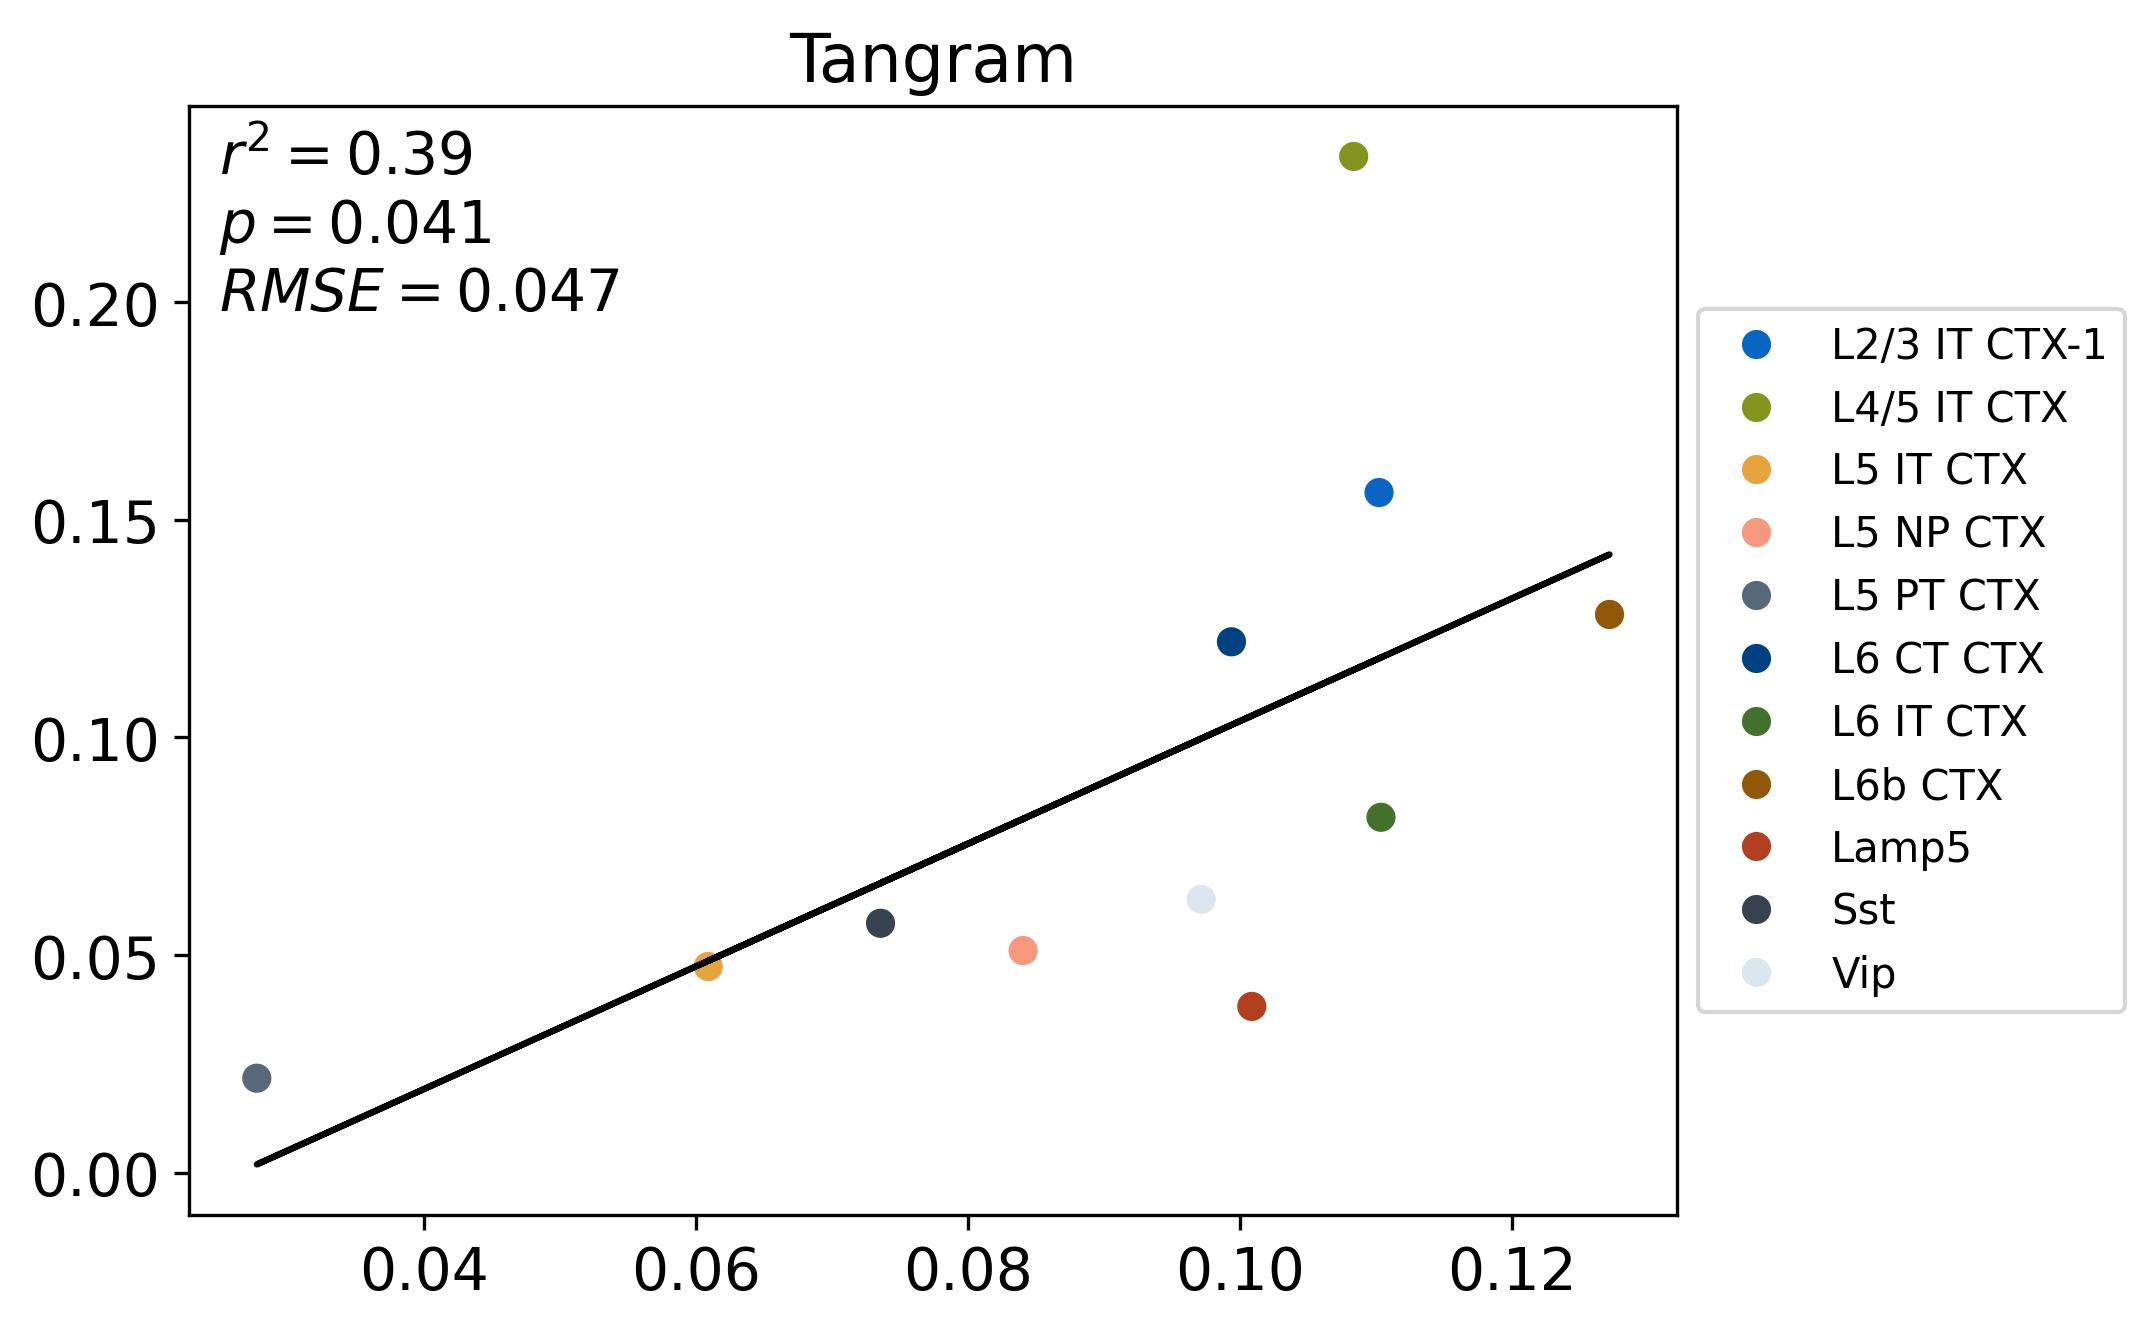 Tangram
r² = 0.39
p = 0.041
RMSE = 0.047
0.20
0.15
0.10
0.05
0.00
0.04 0.06 0.08 0.10 0.12
L2/3 IT CTX-1
L4/5 IT CTX
L5 IT CTX
L5 NP CTX
L5 PT CTX
L6 CT CTX
L6 IT CTX
L6b CTX
Lamp5
Sst
Vip